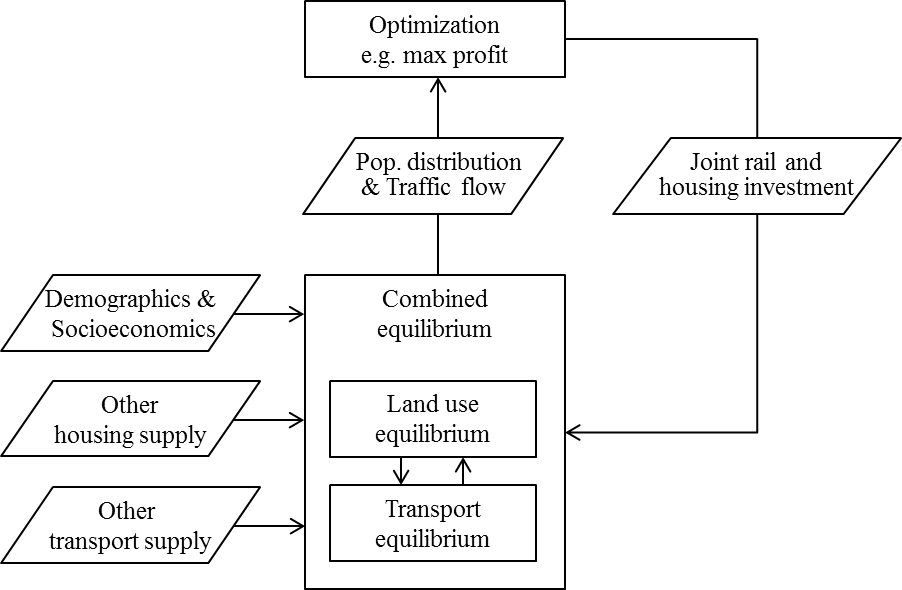 Optimization
e.g. max profit
Pop. distribution
& Traffic flow
Joint rail and
housing investment
Demographics &
Socioeconomics
Combined
equilibrium
Other
housing supply
Land use
equilibrium
Other
transport supply
Transport
equilibrium